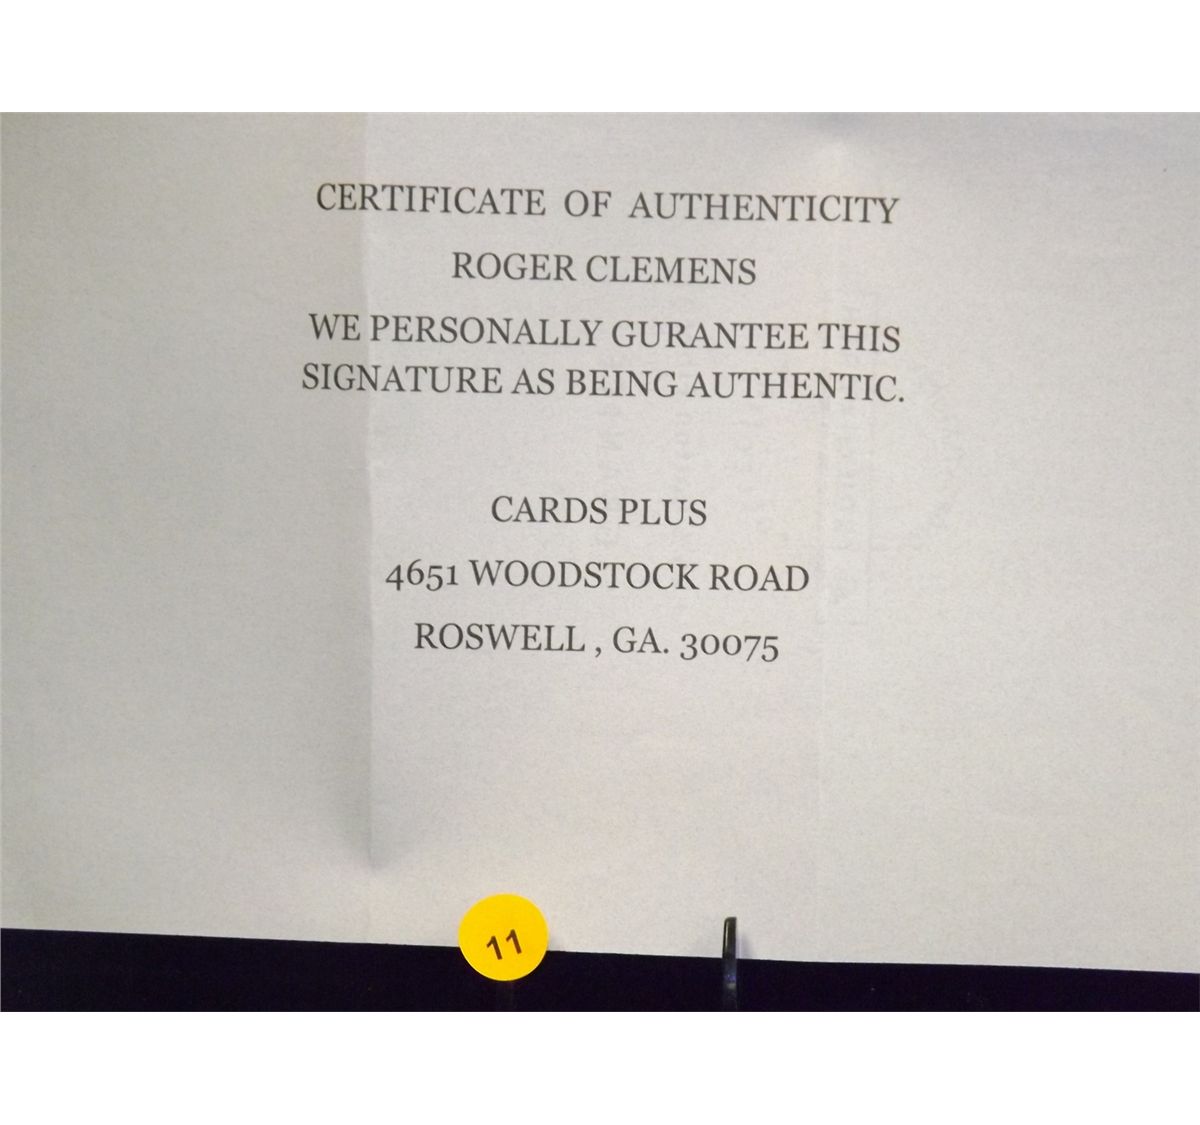 CERTIFICATE OF AUTHENTICITY
ROGER CLEMENS
WE PERSONALLY GURANTEE THIS
SIGNATURE AS BEING AUTHENTIC.
CARDS PLUS
4651 WOODSTOCK ROAD
ROSWELL , GA. 30075
11